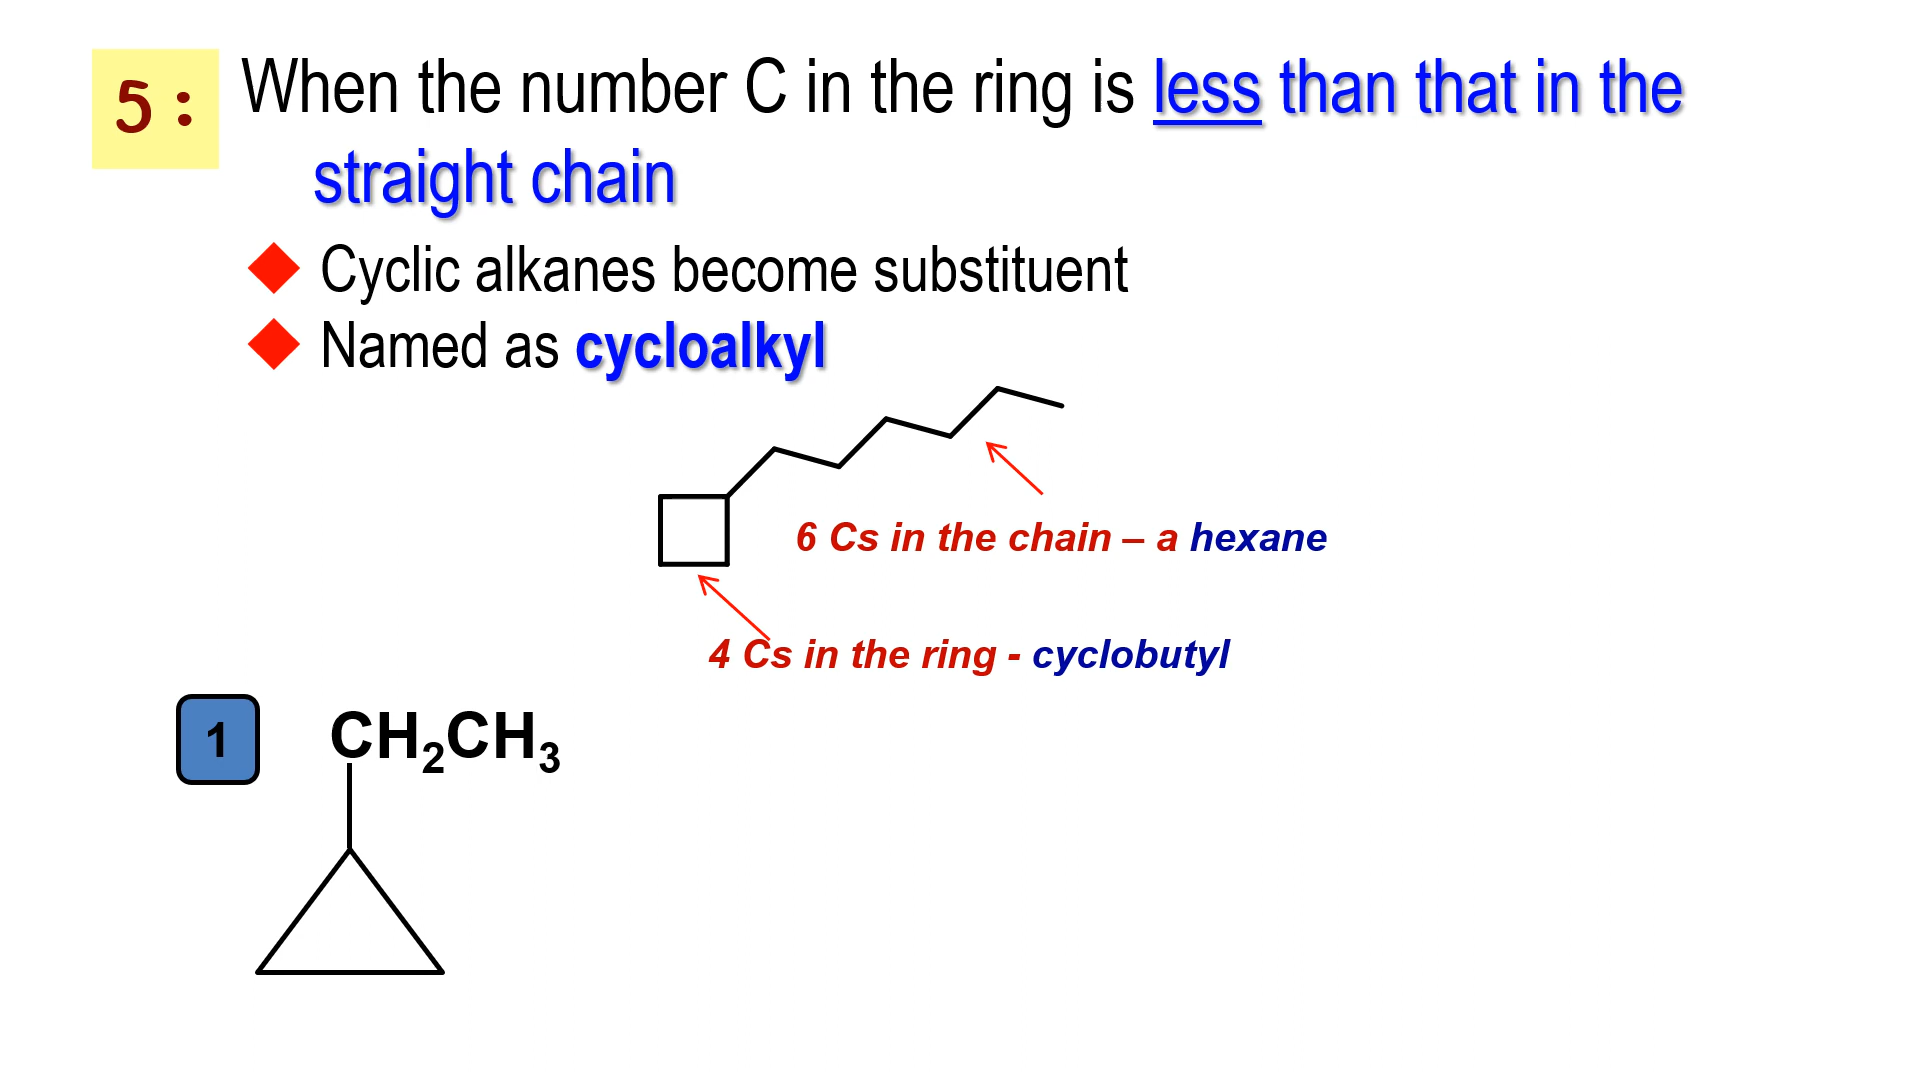 5: When the number C in the ring is less than that in the
straight chain
Cyclic alkanes become substituent
Named as cycloalkyl
6 Cs in the chain – a hexane
4 Cs in the ring - cyclobutyl
1 CH₂CH₃